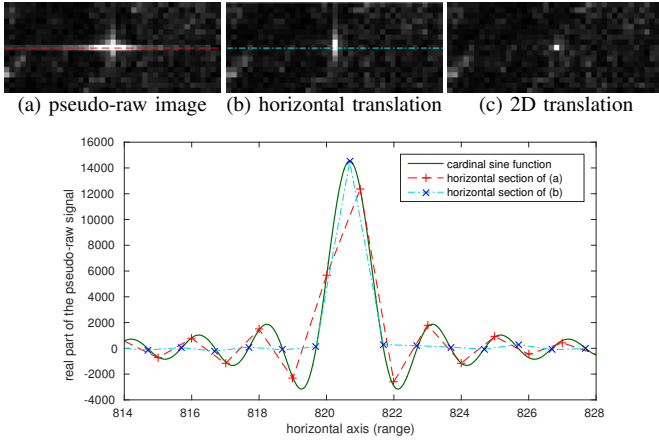 (a) pseudo-raw image (b) horizontal translation (c) 2D translation
16000
14000
12000
10000
8000
6000
4000
2000
0
-2000
-4000
real part of the pseudo-raw signal
cardinal sine function
horizontal section of (a)
horizontal section of (b)
814 816 818 820 822 824 826 828
horizontal axis (range)